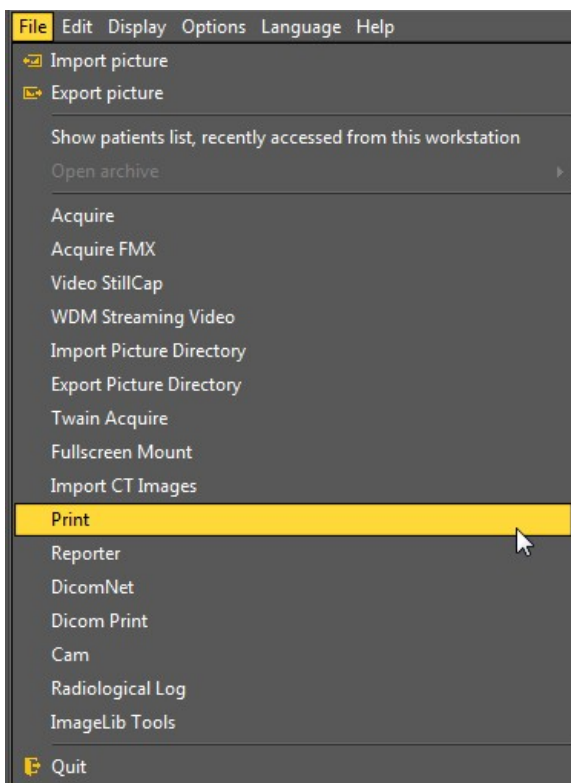 File Edit Display Options Language Help
Import picture
Export picture
Show patients list, recently accessed from this workstation
Open archive
Acquire
Acquire FMX
Video StillCap
WDM Streaming Video
Import Picture Directory
Export Picture Directory
Twain Acquire
Fullscreen Mount
Import CT Images
Print
Reporter
DicomNet
Dicom Print
Cam
Radiological Log
ImageLib Tools
Quit